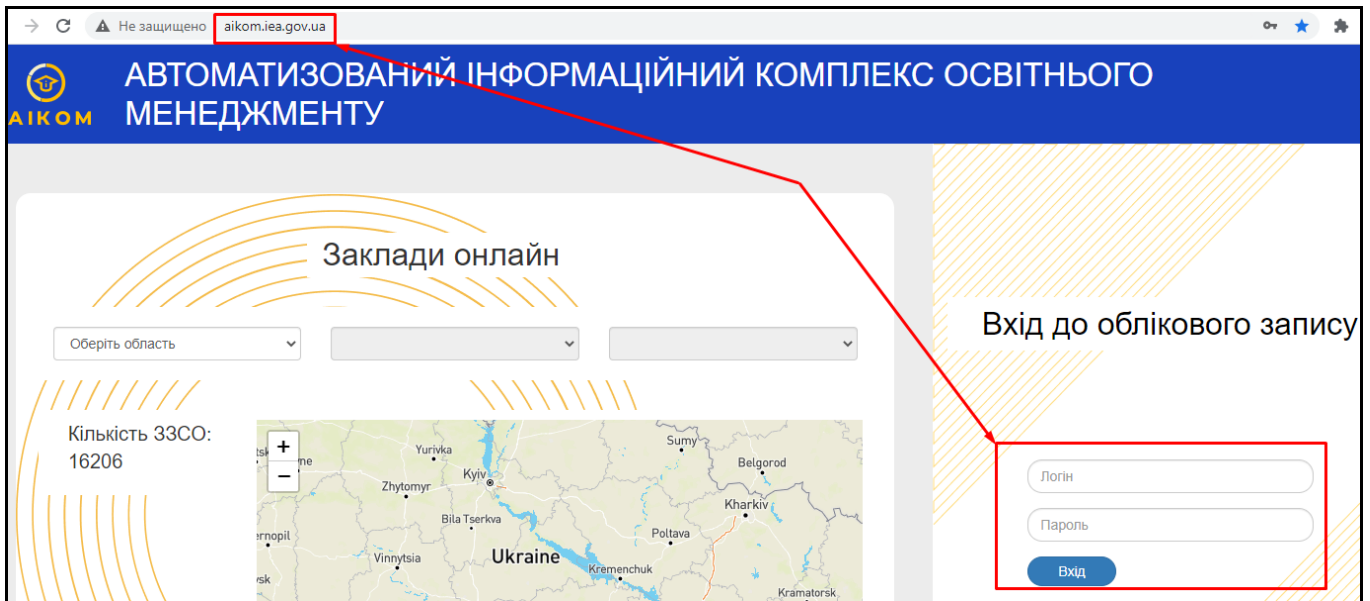 Не защищено aikom.iea.gov.ua
АІКОМ
АВТОМАТИЗОВАНИЙ ІНФОРМАЦІЙНИЙ КОМПЛЕКС ОСВІТНЬОГО
МЕНЕДЖМЕНТУ
Заклади онлайн
Оберіть область
Кількість ЗЗСО:
16206
+
−
Yurivka
Sumy
Belgorod
Zhytomyr
Kyiv
Kharkiv
Bila Tserkva
Poltava
Vinnytsia
Ukraine
Kremenchuk
Kramatorsk
Вхід до облікового запису
Логін
Пароль
Вхід